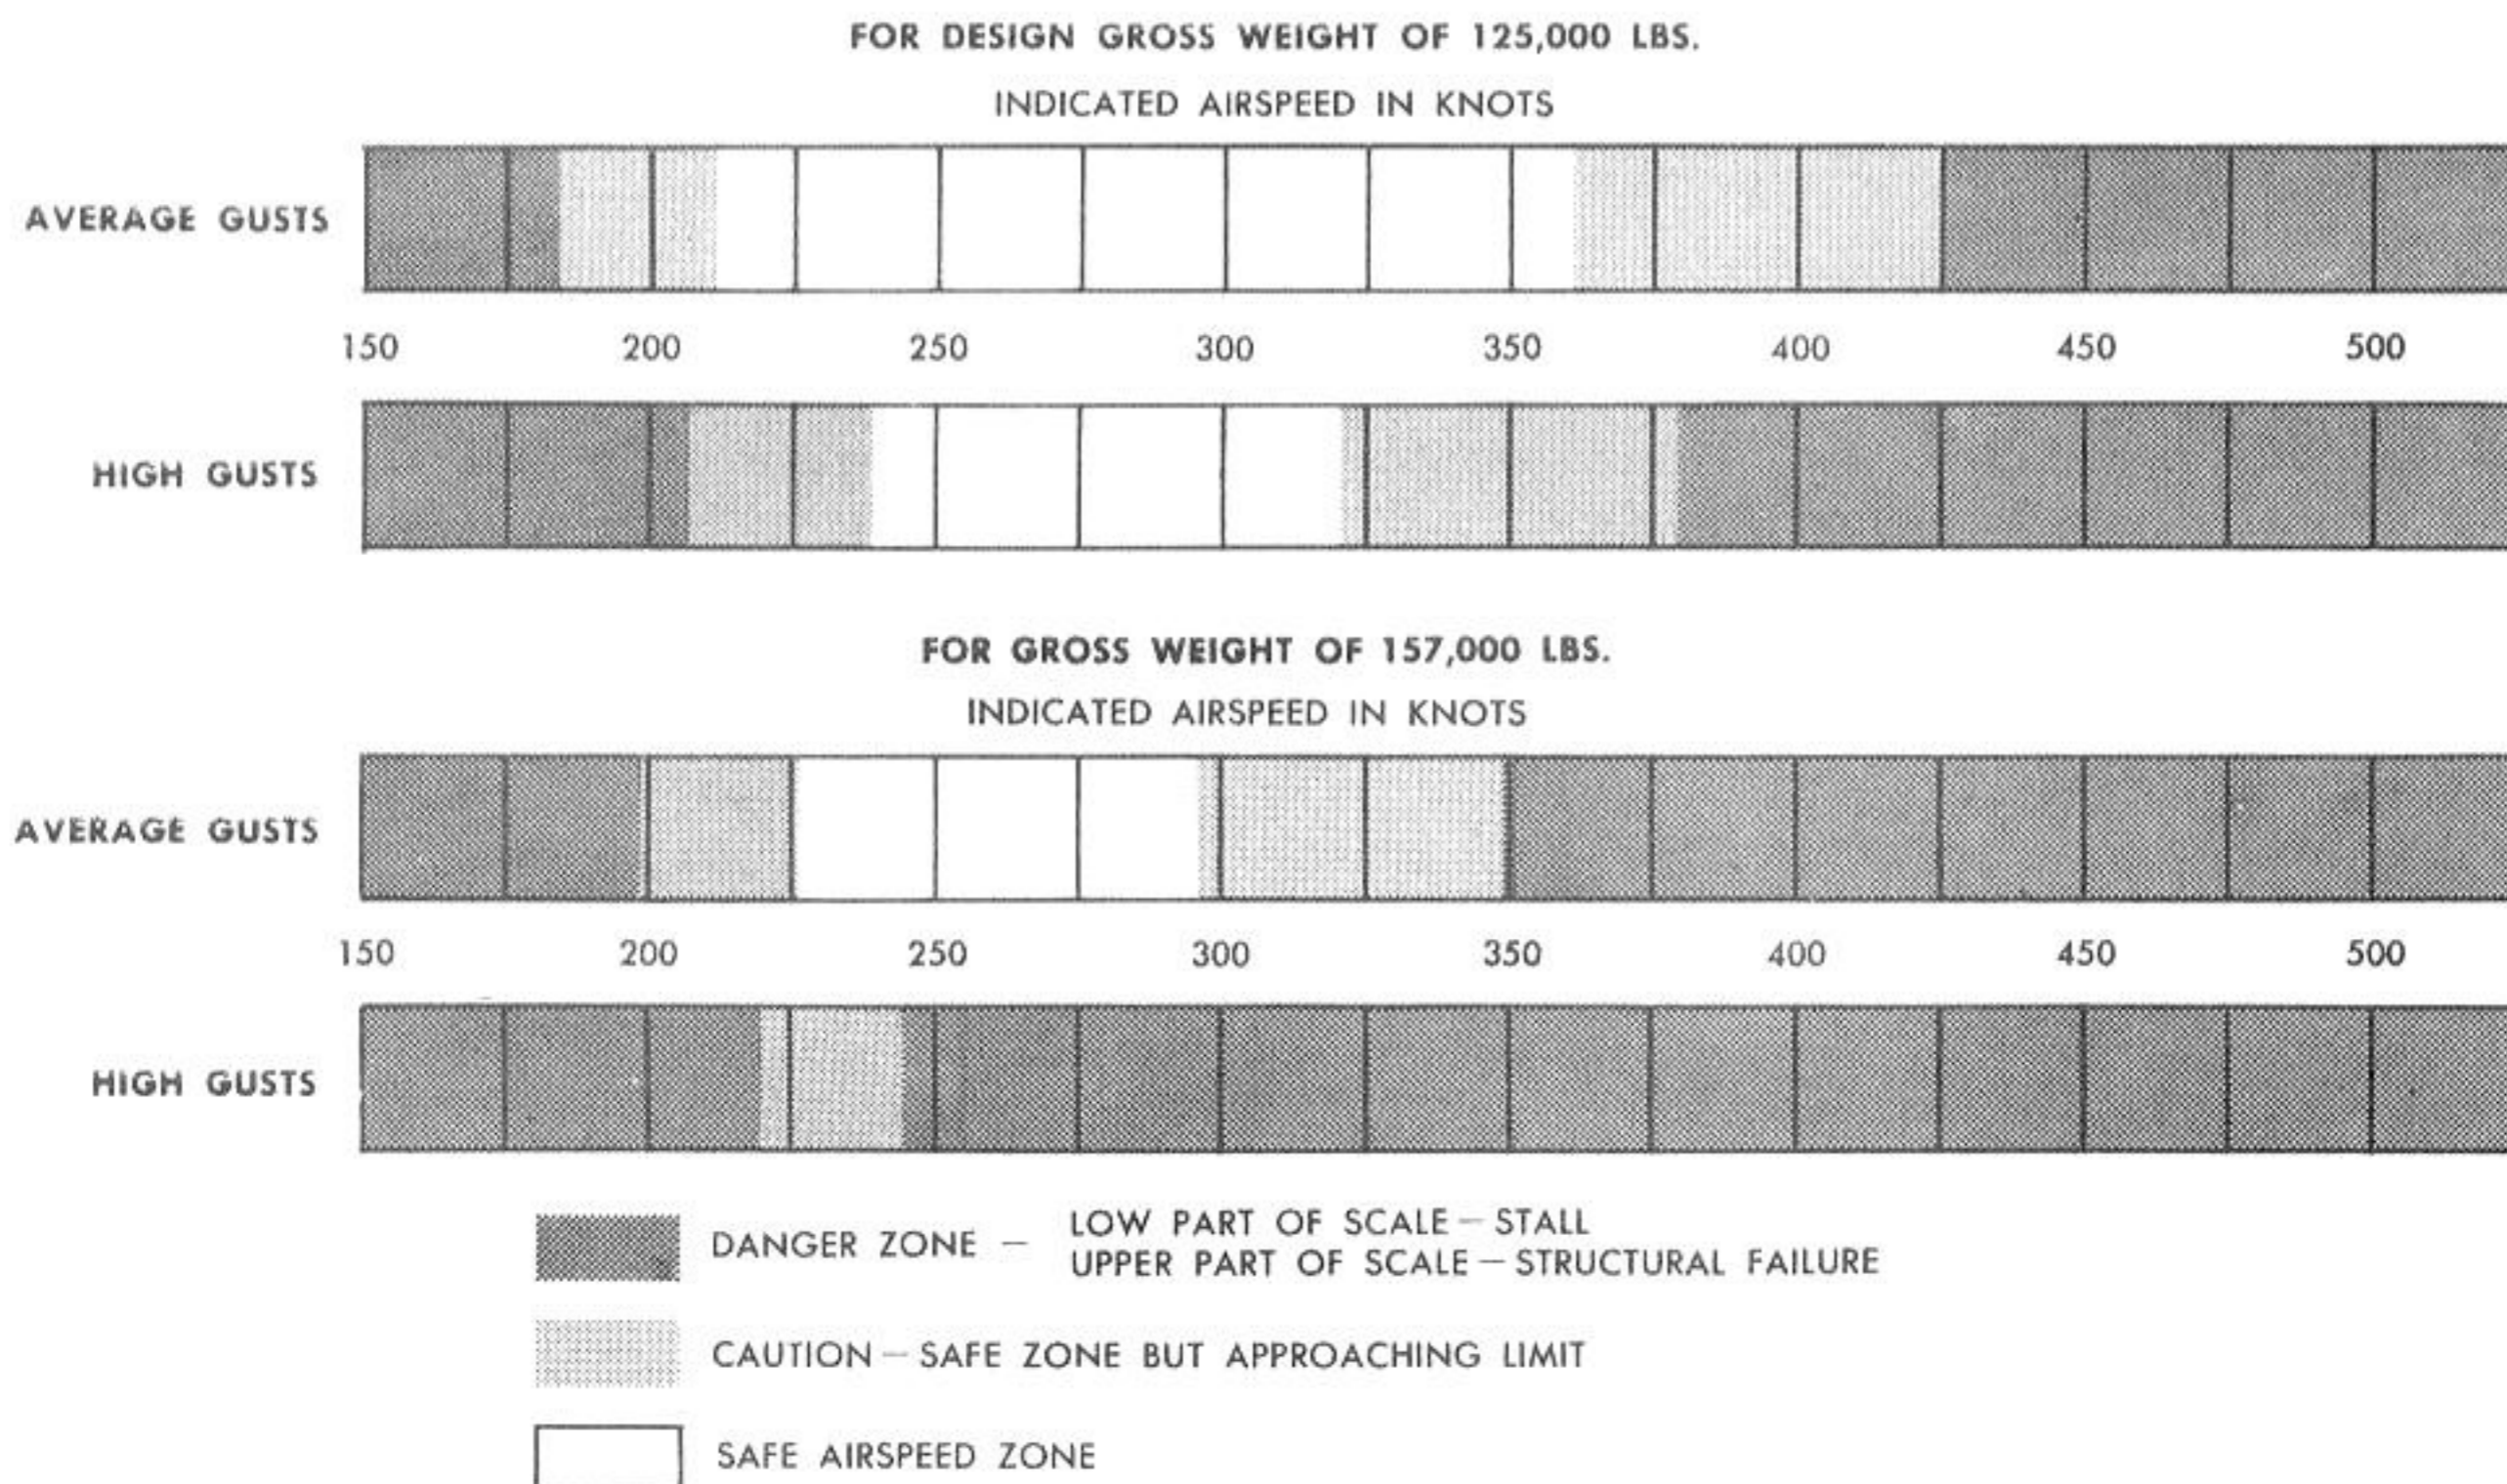 FOR DESIGN GROSS WEIGHT OF 125,000 LBS.
INDICATED AIRSPEED IN KNOTS
AVERAGE GUSTS
150 200 250 300 350 400 450 500
HIGH GUSTS
FOR GROSS WEIGHT OF 157,000 LBS.
INDICATED AIRSPEED IN KNOTS
AVERAGE GUSTS
150 200 250 300 350 400 450 500
HIGH GUSTS
DANGER ZONE — LOW PART OF SCALE — STALL
UPPER PART OF SCALE — STRUCTURAL FAILURE
CAUTION — SAFE ZONE BUT APPROACHING LIMIT
SAFE AIRSPEED ZONE